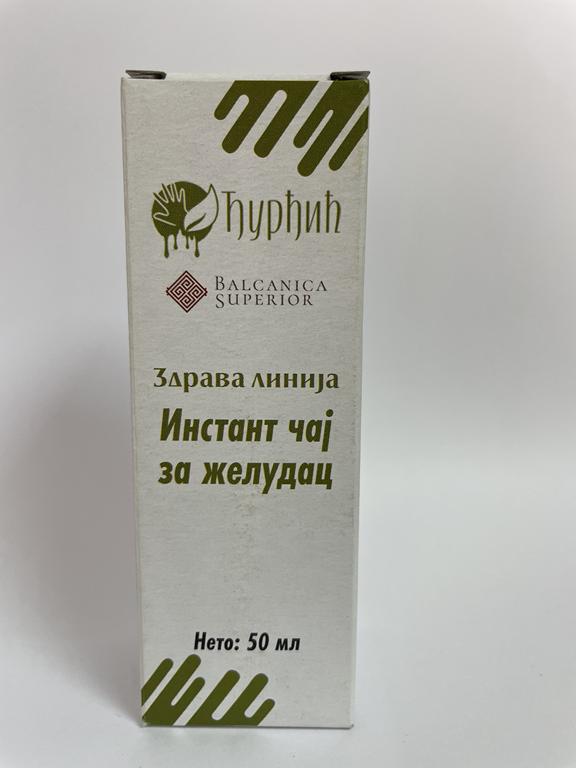 Ђурђић
BALCANICA
SUPERIOR
Здрава линија
Инстант чај
за желудац
Нето: 50 мл